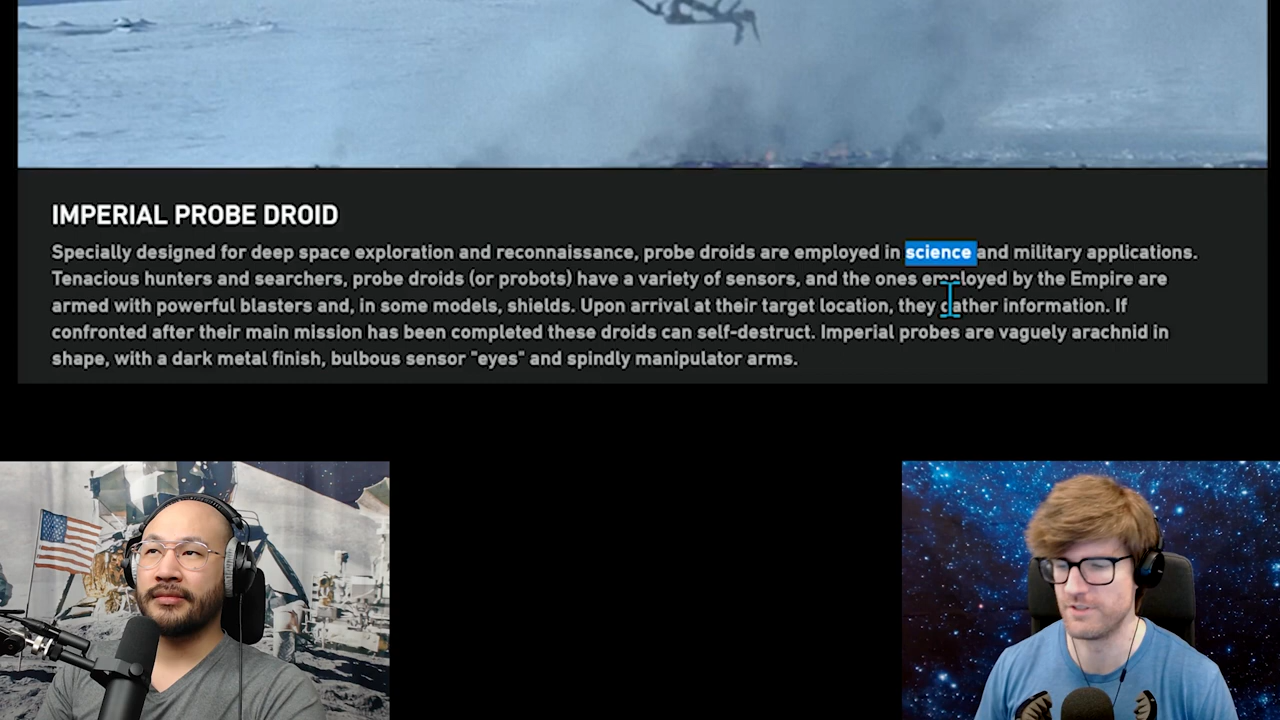 IMPERIAL PROBE DROID
Specially designed for deep space exploration and reconnaissance, probe droids are employed in science and military applications.
Tenacious hunters and searchers, probe droids (or probots) have a variety of sensors, and the ones employed by the Empire are
armed with powerful blasters and, in some models, shields. Upon arrival at their target location, they gather information. If
confronted after their main mission has been completed these droids can self-destruct. Imperial probes are vaguely arachnid in
shape, with a dark metal finish, bulbous sensor "eyes" and spindly manipulator arms.